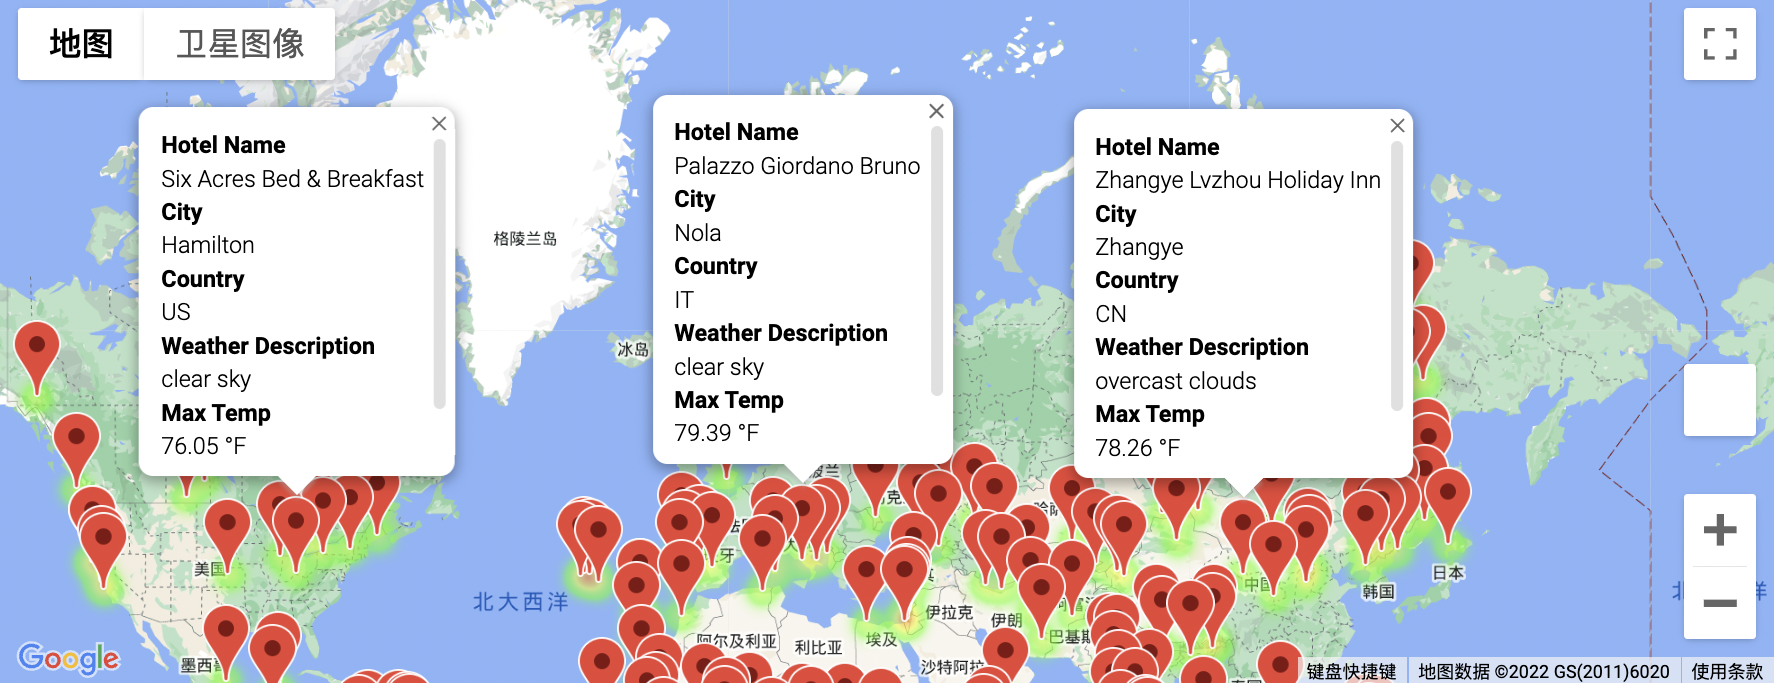 地图
卫星图像
Hotel Name
Six Acres Bed & Breakfast
City
Hamilton
Country
US
Weather Description
clear sky
Max Temp
76.05 °F
Hotel Name
Palazzo Giordano Bruno
City
Nola
Country
IT
Weather Description
clear sky
Max Temp
79.39 °F
Hotel Name
Zhangye Lvzhou Holiday Inn
City
Zhangye
Country
CN
Weather Description
overcast clouds
Max Temp
78.26 °F
格陵兰岛
冰岛
美国
北大西洋
墨西
阿尔及利亚
利比亚
埃及
伊拉克
伊朗
沙特阿拉
巴基斯
中国
韩国
日本
Google
键盘快捷键
地图数据 ©2022 GS(2011)6020
使用条款